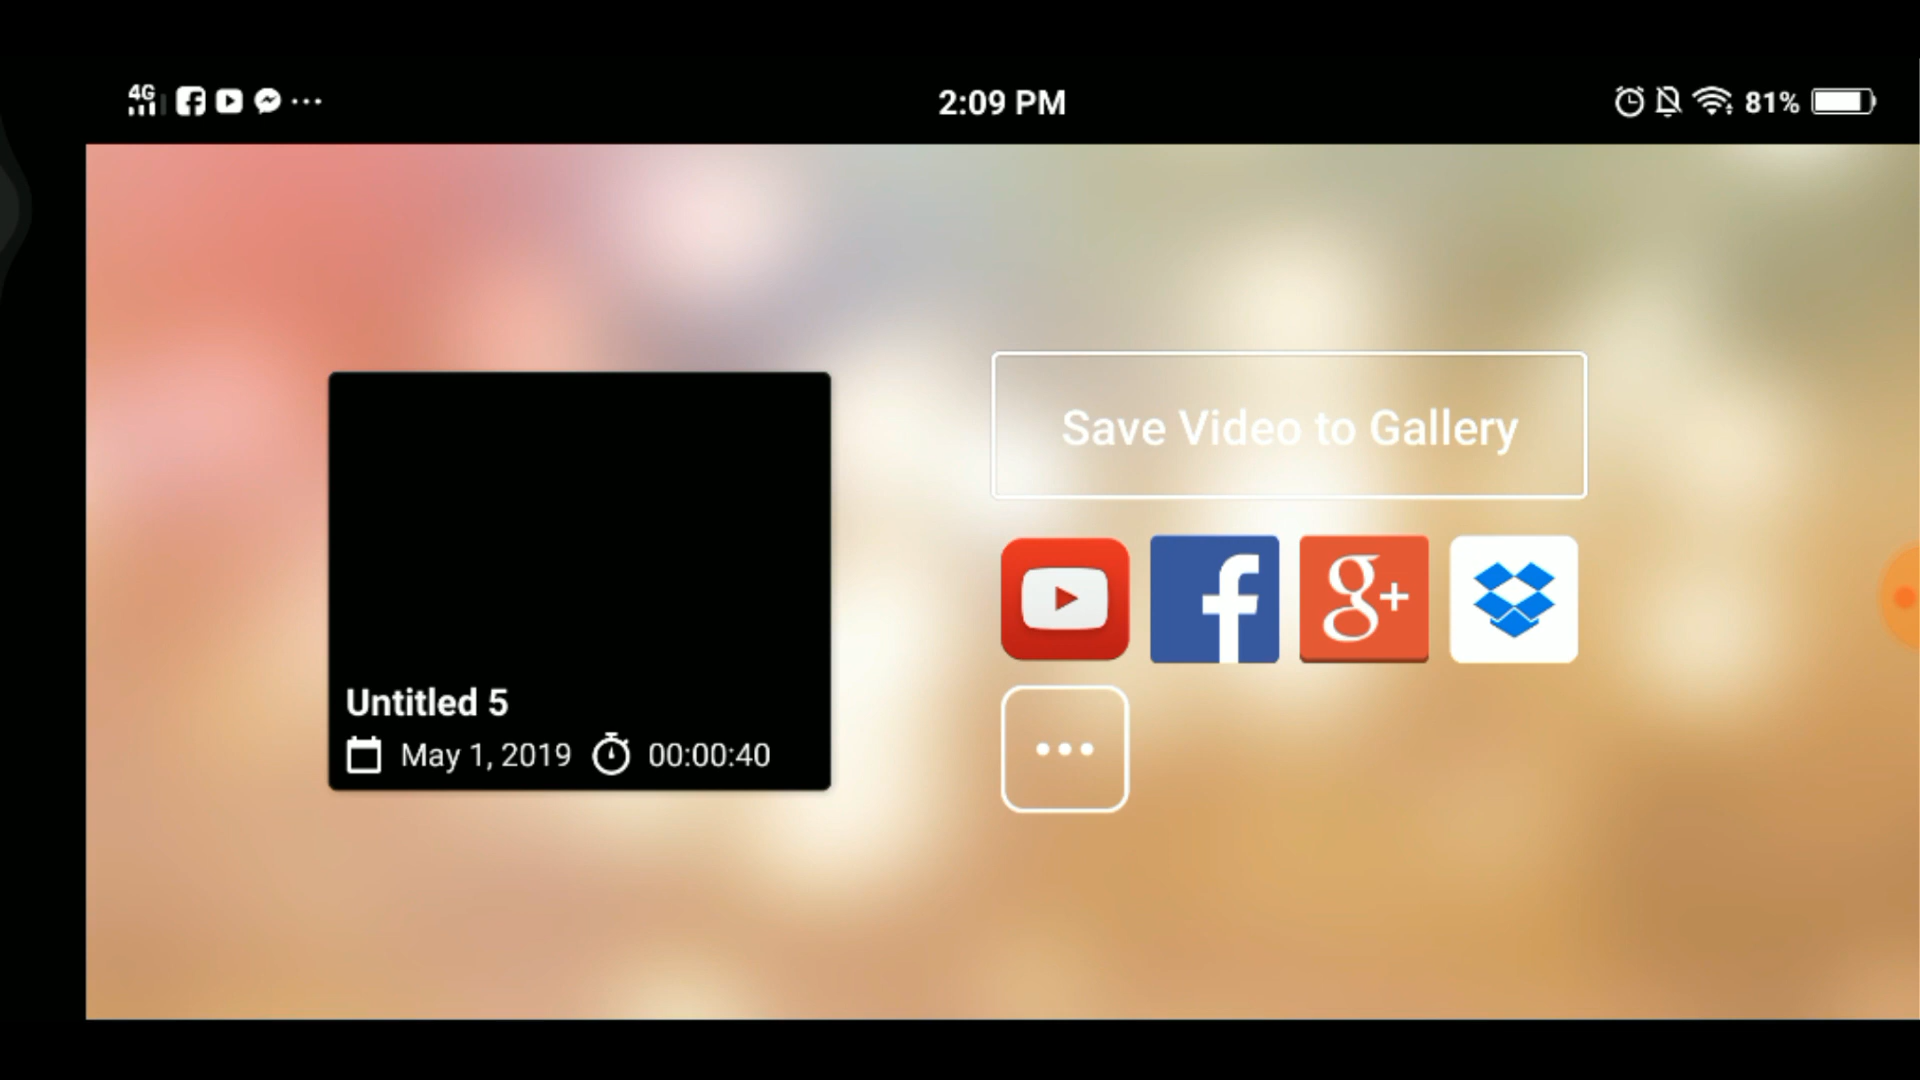 4G
2:09 PM
81%
Save Video to Gallery
g+
Untitled 5
May 1, 2019 00:00:40